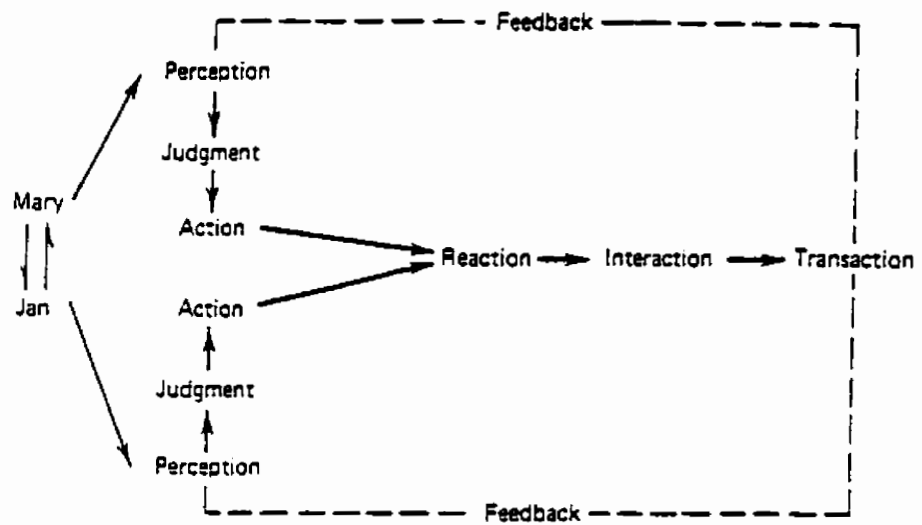 Feedback
Perception
Judgment
Mary
Action
Reaction
Interaction
Transaction
Jan
Action
Judgment
Perception
Feedback